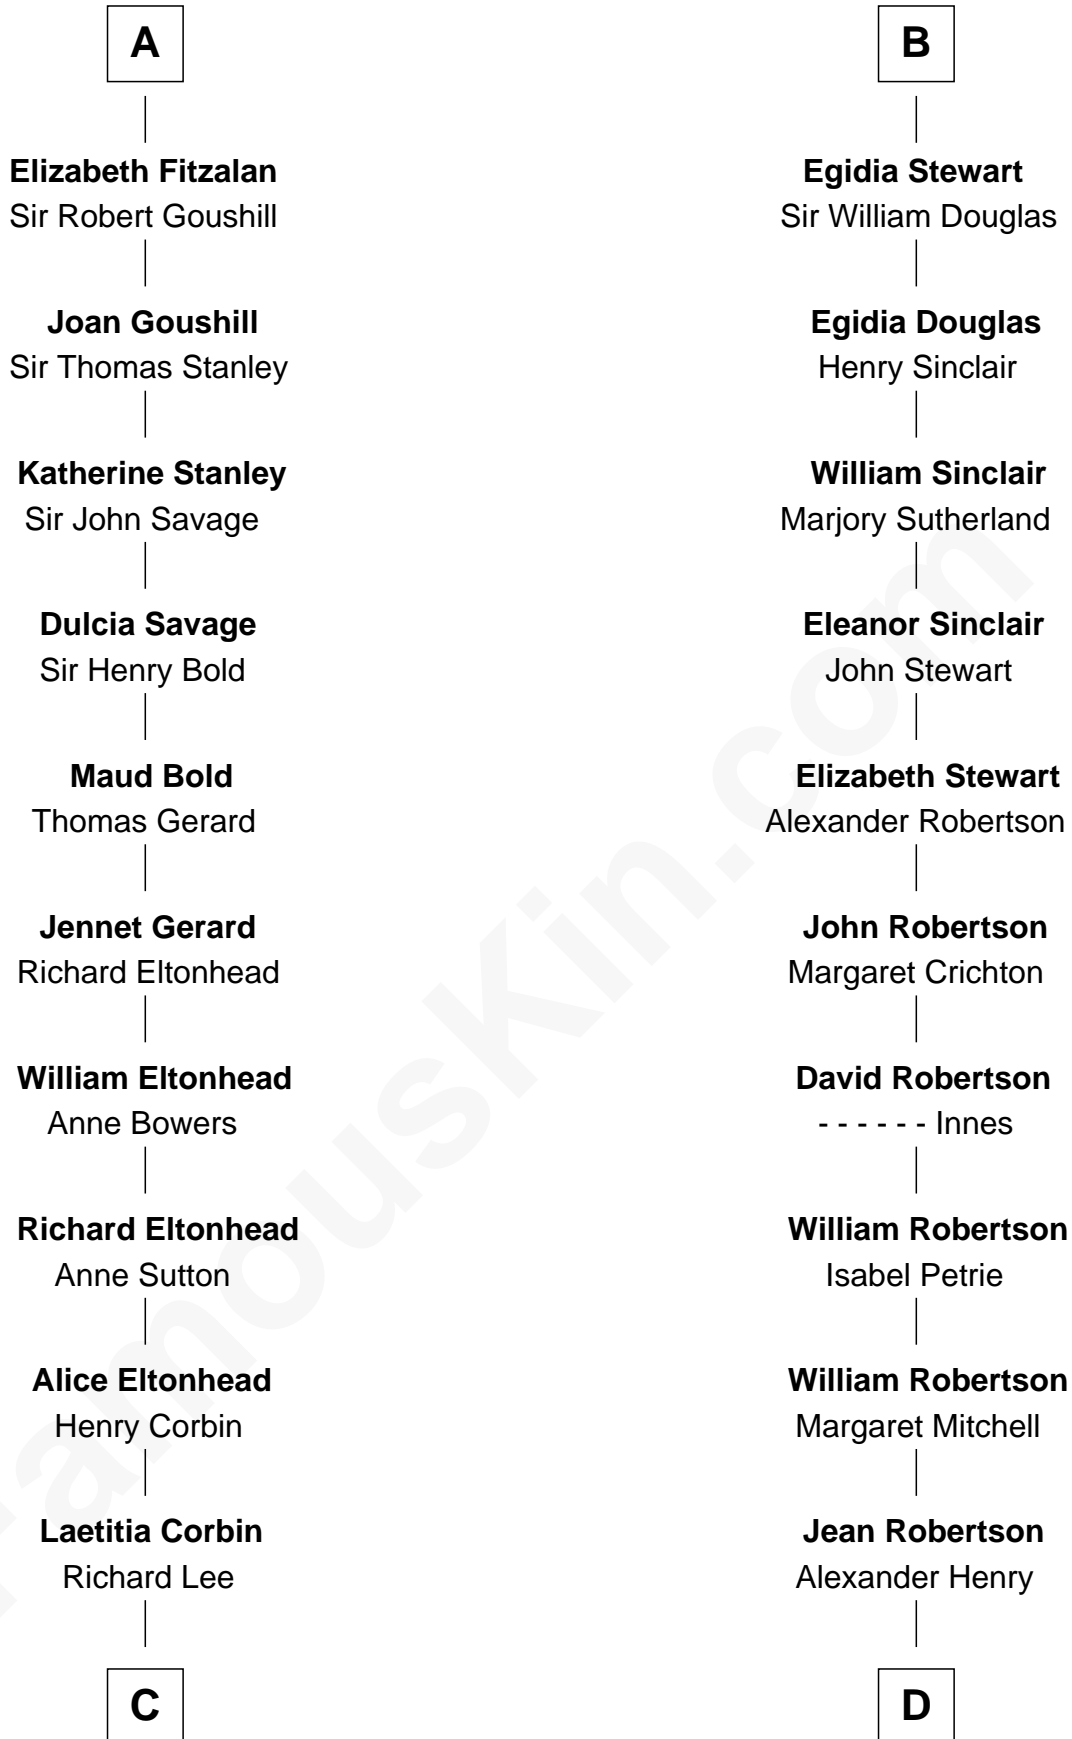 A
Elizabeth Fitzalan
Sir Robert Goushill
Joan Goushill
Sir Thomas Stanley
Katherine Stanley
Sir John Savage
Dulcia Savage
Sir Henry Bold
Maud Bold
Thomas Gerard
Jennet Gerard
Richard Eltonhead
William Eltonhead
Anne Bowers
Richard Eltonhead
Anne Sutton
Alice Eltonhead
Henry Corbin
Laetitia Corbin
Richard Lee
C
B
Egidia Stewart
Sir William Douglas
Egidia Douglas
Henry Sinclair
William Sinclair
Marjory Sutherland
Eleanor Sinclair
John Stewart
Elizabeth Stewart
Alexander Robertson
John Robertson
Margaret Crichton
David Robertson
- - - - - - Innes
William Robertson
Isabel Petrie
William Robertson
Margaret Mitchell
Jean Robertson
Alexander Henry
D
FamousKin.com